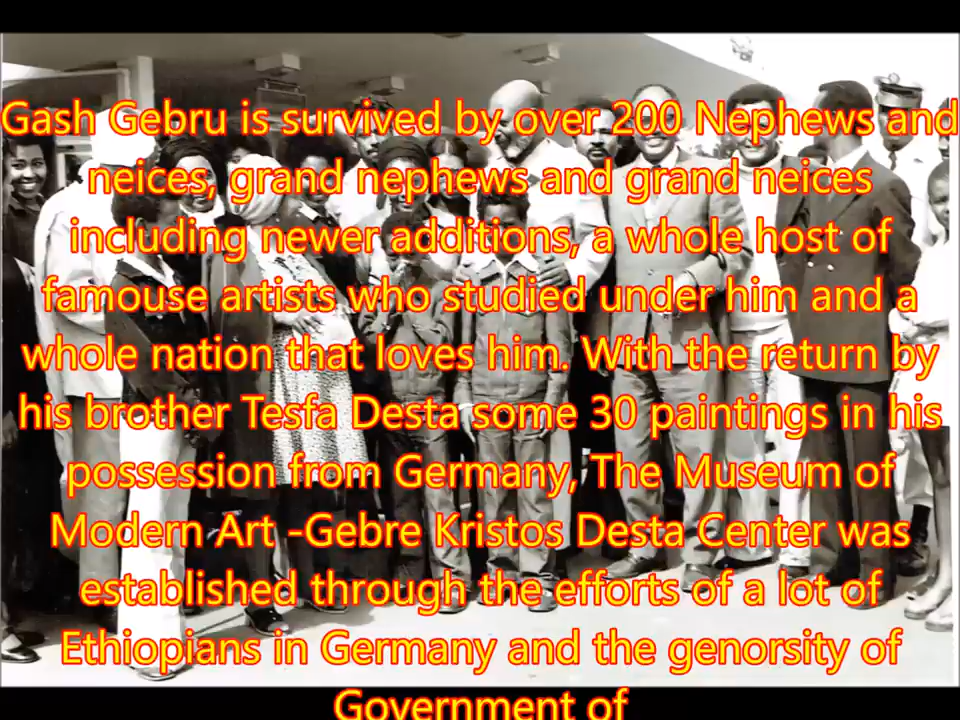 Gash Gebru is survived by over 200 Nephews and
neices, grand nephews and grand neices
including newer additions, a whole host of
famouse artists who studied under him and a
whole nation that loves him. With the return by
his brother Tesfa Desta some 30 paintings in his
possession from Germany, The Museum of
Modern Art -Gebre Kristos Desta Center was
established through the efforts of a lot of
Ethiopians in Germany and the genorsity of
Government of